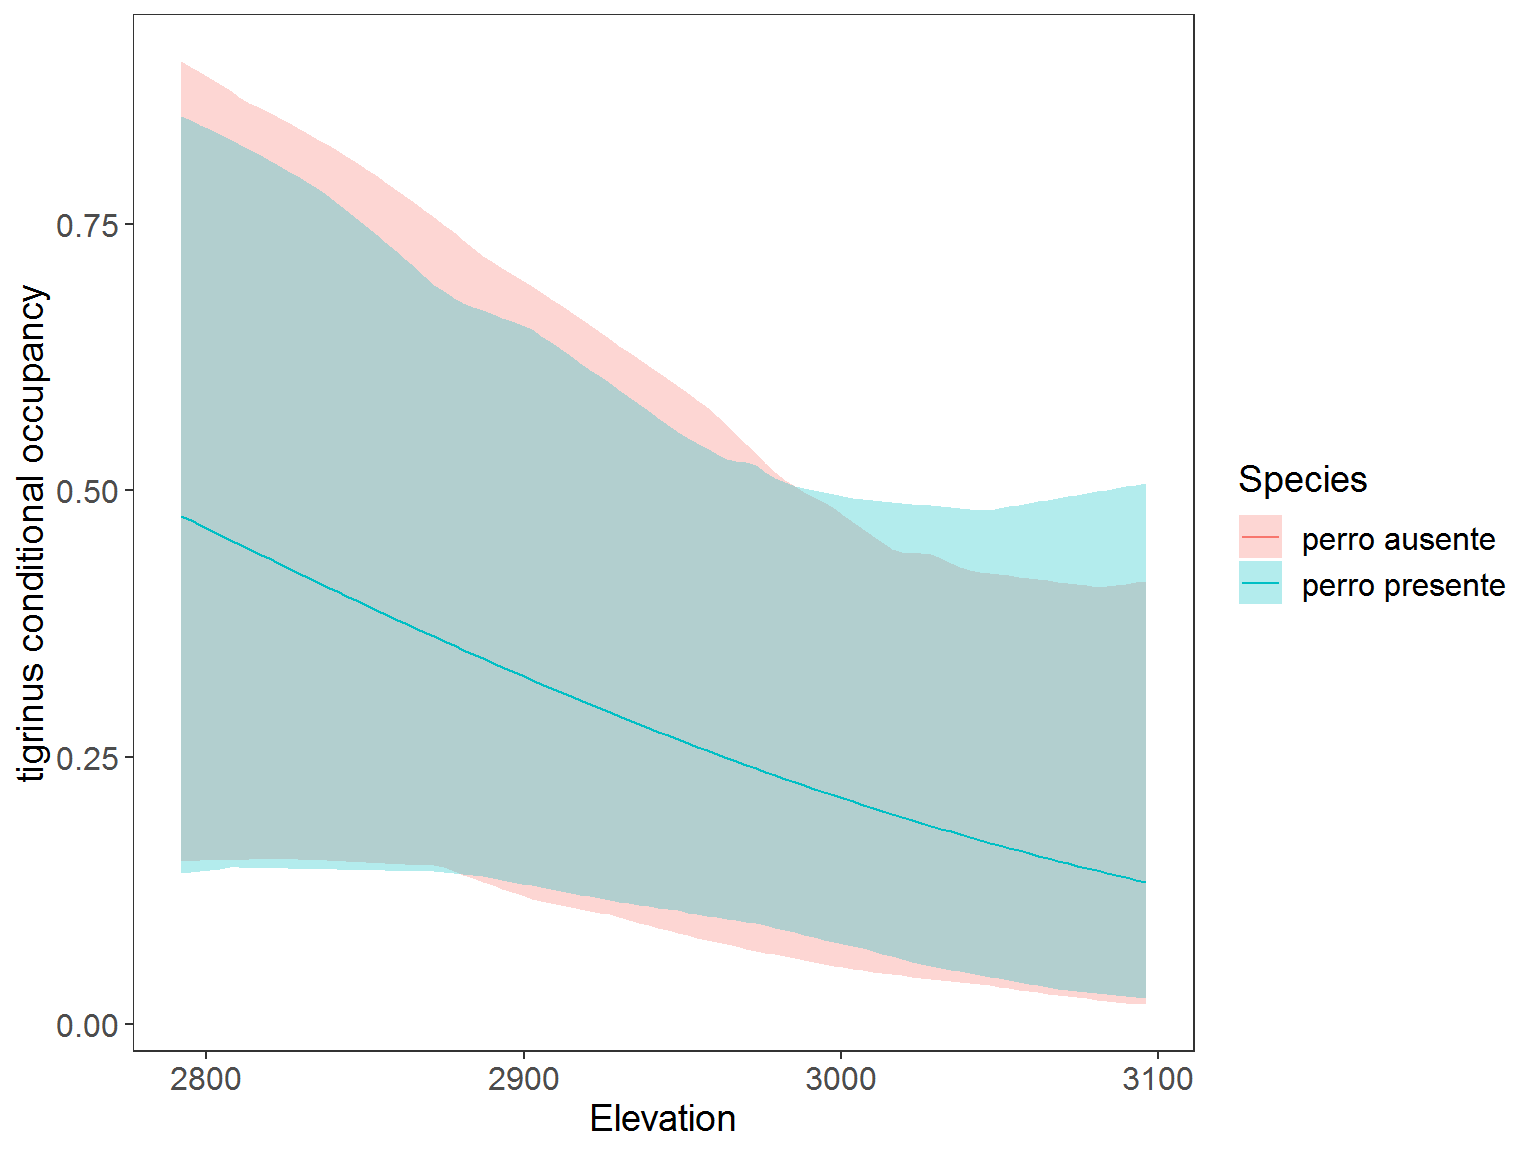 tigrinus conditional occupancy
0.75
0.50
0.25
0.00
2800
2900
3000
3100
Elevation
Species
perro ausente
perro presente